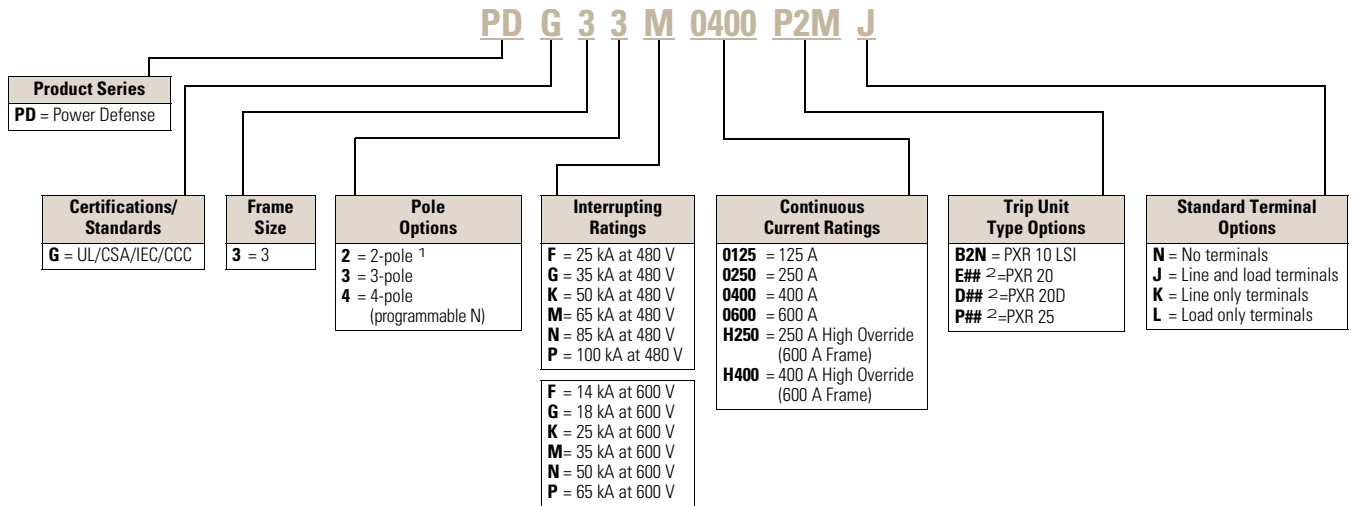 PD G 3 3 M 0400 P2M J
Product Series
PD = Power Defense
Certifications/
Standards
G = UL/CSA/IEC/CCC
Frame
Size
3 = 3
Pole
Options
2 = 2-pole 1
3 = 3-pole
4 = 4-pole
(programmable N)
Interrupting
Ratings
F = 25 kA at 480 V
G = 35 kA at 480 V
K = 50 kA at 480 V
M= 65 kA at 480 V
N = 85 kA at 480 V
P = 100 kA at 480 V
F = 14 kA at 600 V
G = 18 kA at 600 V
K = 25 kA at 600 V
M= 35 kA at 600 V
N = 50 kA at 600 V
P = 65 kA at 600 V
Continuous
Current Ratings
0125 = 125 A
0250 = 250 A
0400 = 400 A
0600 = 600 A
H250 = 250 A High Override
(600 A Frame)
H400 = 400 A High Override
(600 A Frame)
Trip Unit
Type Options
B2N = PXR 10 LSI
E## 2=PXR 20
D## 2=PXR 20D
P## 2=PXR 25
Standard Terminal
Options
N = No terminals
J = Line and load terminals
K = Line only terminals
L = Load only terminals